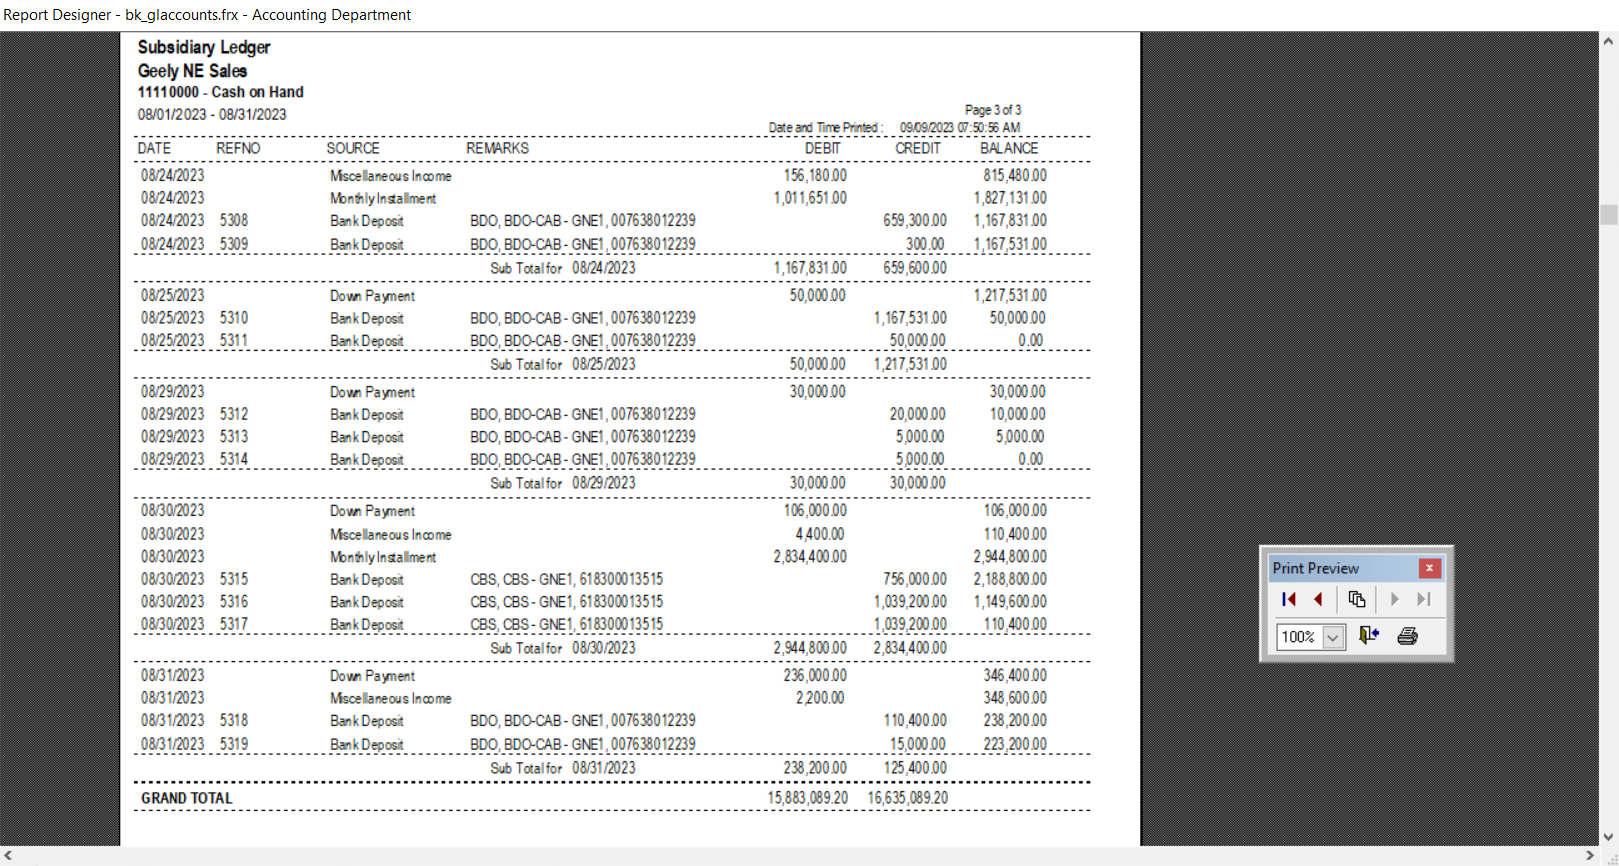 Report Designer - bk_glaccounts.frx - Accounting Department
Subsidiary Ledger
Geely NE Sales
11110000 - Cash on Hand
08/01/2023 - 08/31/2023
Page 3 of 3
Date and Time Printed : 09/09/2023 07:50:56 AM
DATE REFNO SOURCE REMARKS DEBIT CREDIT BALANCE
08/24/2023 Miscellaneous Income 156,180.00 815,480.00
08/24/2023 Monthly Installment 1,011,651.00 1,827,131.00
08/24/2023 5308 Bank Deposit BDO, BDO-CAB - GNE1, 007638012239 659,300.00 1,167,831.00
08/24/2023 5309 Bank Deposit BDO, BDO-CAB - GNE1, 007638012239 300.00 1,167,531.00
Sub Total for 08/24/2023 1,167,831.00 659,600.00
08/25/2023 Down Payment 50,000.00 1,217,531.00
08/25/2023 5310 Bank Deposit BDO, BDO-CAB - GNE1, 007638012239 1,167,531.00 50,000.00
08/25/2023 5311 Bank Deposit BDO, BDO-CAB - GNE1, 007638012239 50,000.00 0.00
Sub Total for 08/25/2023 50,000.00 1,217,531.00
08/29/2023 Down Payment 30,000.00 30,000.00
08/29/2023 5312 Bank Deposit BDO, BDO-CAB - GNE1, 007638012239 20,000.00 10,000.00
08/29/2023 5313 Bank Deposit BDO, BDO-CAB - GNE1, 007638012239 5,000.00 5,000.00
08/29/2023 5314 Bank Deposit BDO, BDO-CAB - GNE1, 007638012239 5,000.00 0.00
Sub Total for 08/29/2023 30,000.00 30,000.00
08/30/2023 Down Payment 106,000.00 106,000.00
08/30/2023 Miscellaneous Income 4,400.00 110,400.00
08/30/2023 Monthly Installment 2,834,400.00 2,944,800.00
08/30/2023 5315 Bank Deposit CBS, CBS - GNE1, 618300013515 756,000.00 2,188,800.00
08/30/2023 5316 Bank Deposit CBS, CBS - GNE1, 618300013515 1,039,200.00 1,149,600.00
08/30/2023 5317 Bank Deposit CBS, CBS - GNE1, 618300013515 1,039,200.00 110,400.00
Sub Total for 08/30/2023 2,944,800.00 2,834,400.00
08/31/2023 Down Payment 236,000.00 346,400.00
08/31/2023 Miscellaneous Income 2,200.00 348,600.00
08/31/2023 5318 Bank Deposit BDO, BDO-CAB - GNE1, 007638012239 110,400.00 238,200.00
08/31/2023 5319 Bank Deposit BDO, BDO-CAB - GNE1, 007638012239 15,000.00 223,200.00
Sub Total for 08/31/2023 238,200.00 125,400.00
GRAND TOTAL 15,883,089.20 16,635,089.20
Print Preview
100%